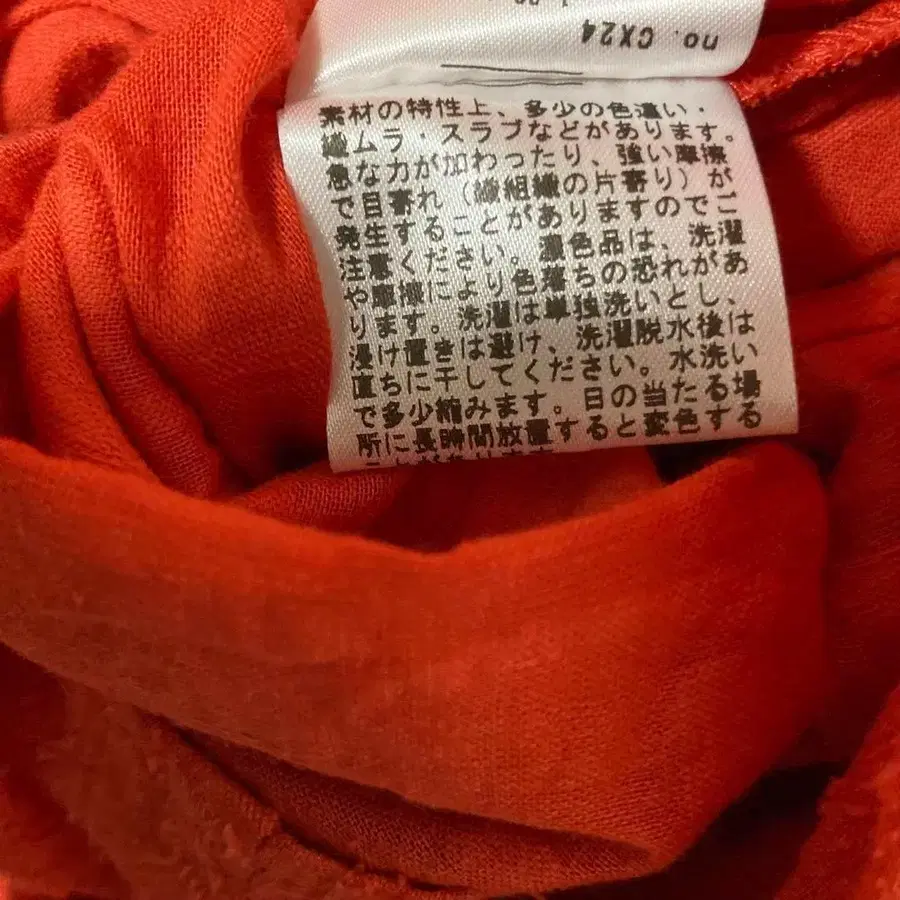 no. CX24
素材の特性上、多少の色違い・
織ムラ・スラブなどがあります。
急な力が加わったり、強い摩擦
で目寄れ（織組織の片寄り）が
発生することがありますのでご
注意ください。濃色品は、洗濯
や摩擦により色落ちの恐れがあ
ります。洗濯は単独洗いとし、
浸け置きは避け、洗濯脱水後は
直ちに干してください。水洗い
で多少縮みます。日の当たる場
所に長時間放置すると変色する
ことがあります